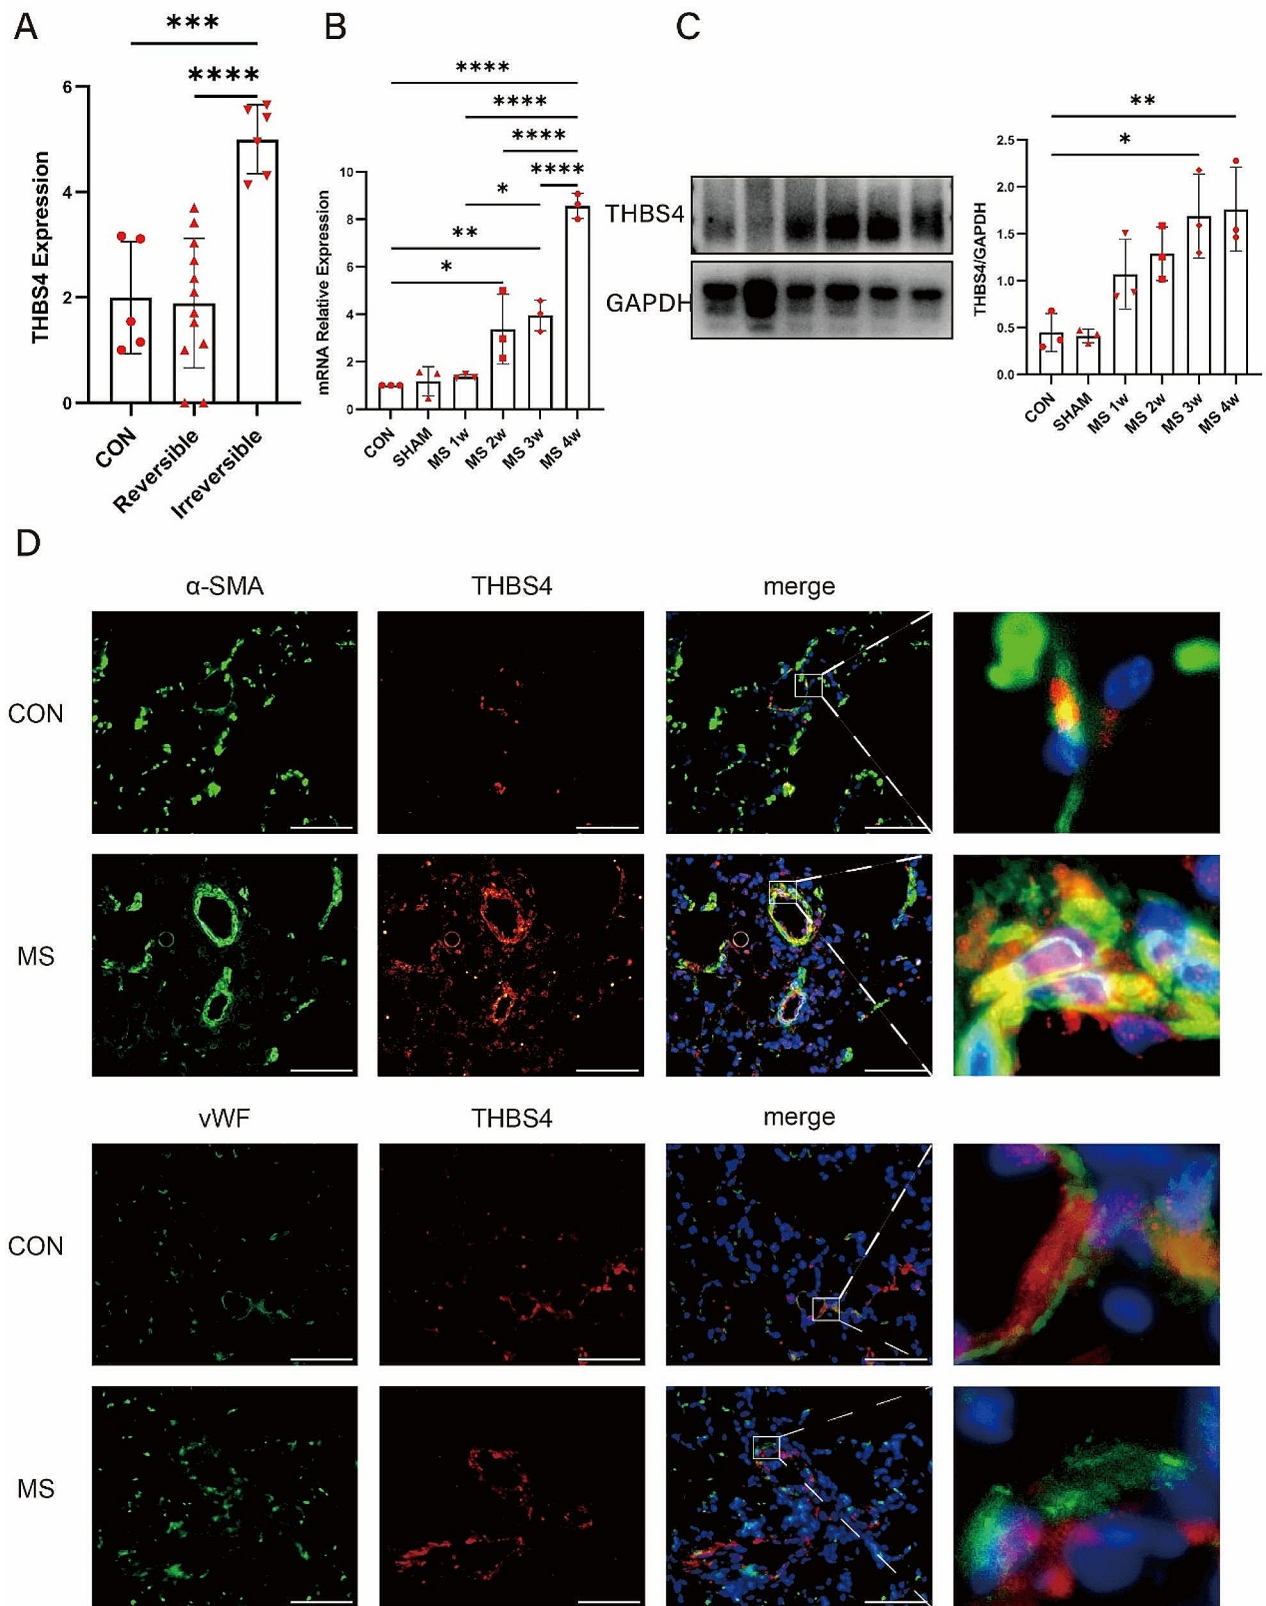 A
B
C
***
****
THBS4 Expression
6
4
2
0
CON
Reversible
Irreversible
****
****
****
****
*
**
*
mRNA Relative Expression
10
8
6
4
2
0
CON
SHAM
MS 1w
MS 2w
MS 3w
MS 4w
THBS4
GAPDH
**
*
THBS4/GAPDH
2.5
2.0
1.5
1.0
0.5
0.0
CON
SHAM
MS 1w
MS 2w
MS 3w
MS 4w
D
α-SMA THBS4 merge
CON
MS
vWF THBS4 merge
CON
MS